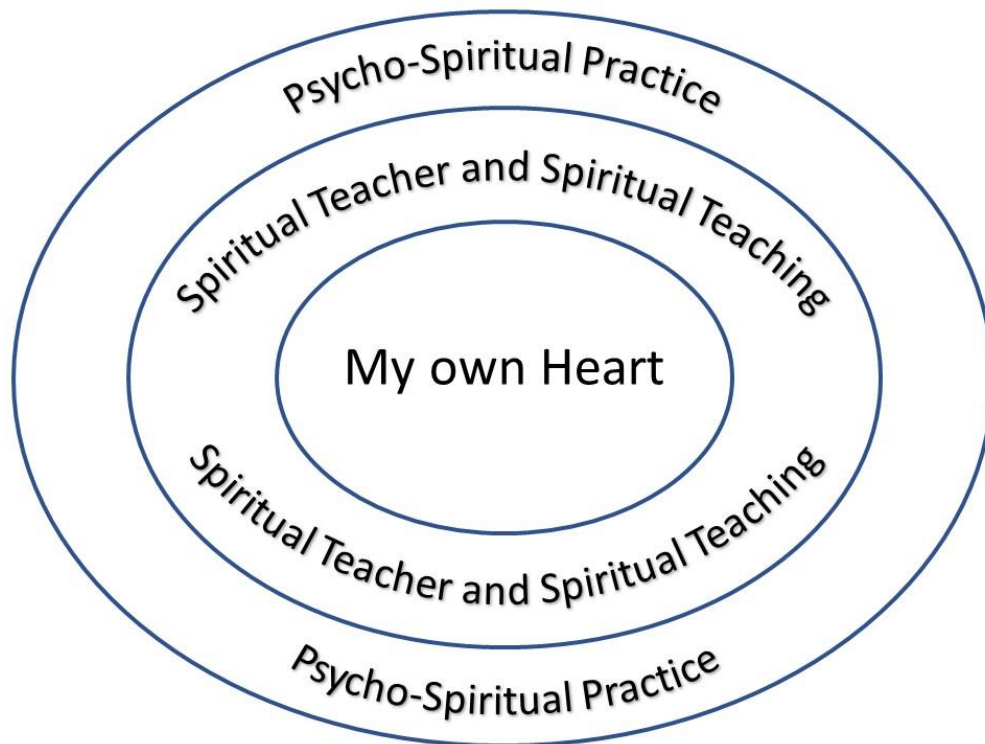 Psycho-Spiritual Practice
Spiritual Teacher and Spiritual Teaching
My own Heart
Spiritual Teacher and Spiritual Teaching
Psycho-Spiritual Practice